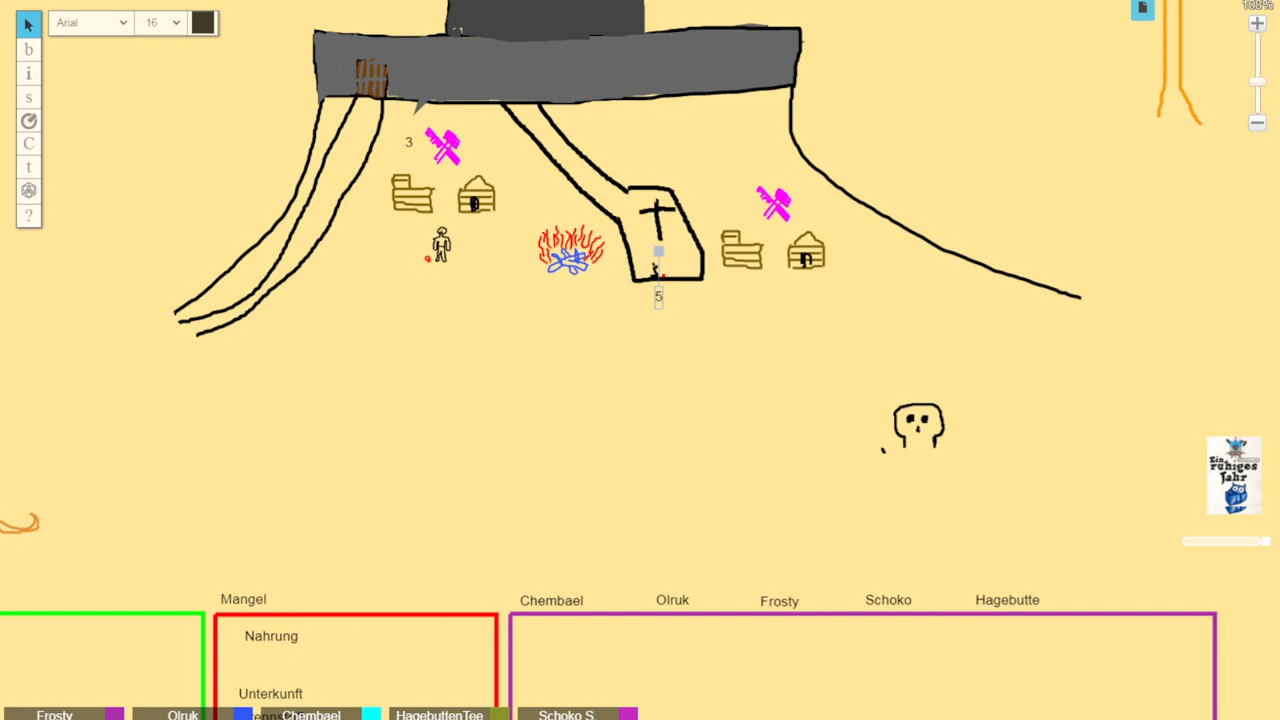 108%
Arial 16
b
i
s
C
t
?
3
5
Ein
ruhiges
Jahr
Mangel
Chembael Olruk Frosty Schoko Hagebutte
Nahrung
Unterkunft
Frosty Olruk Chembael HagebuttenTee Schoko S